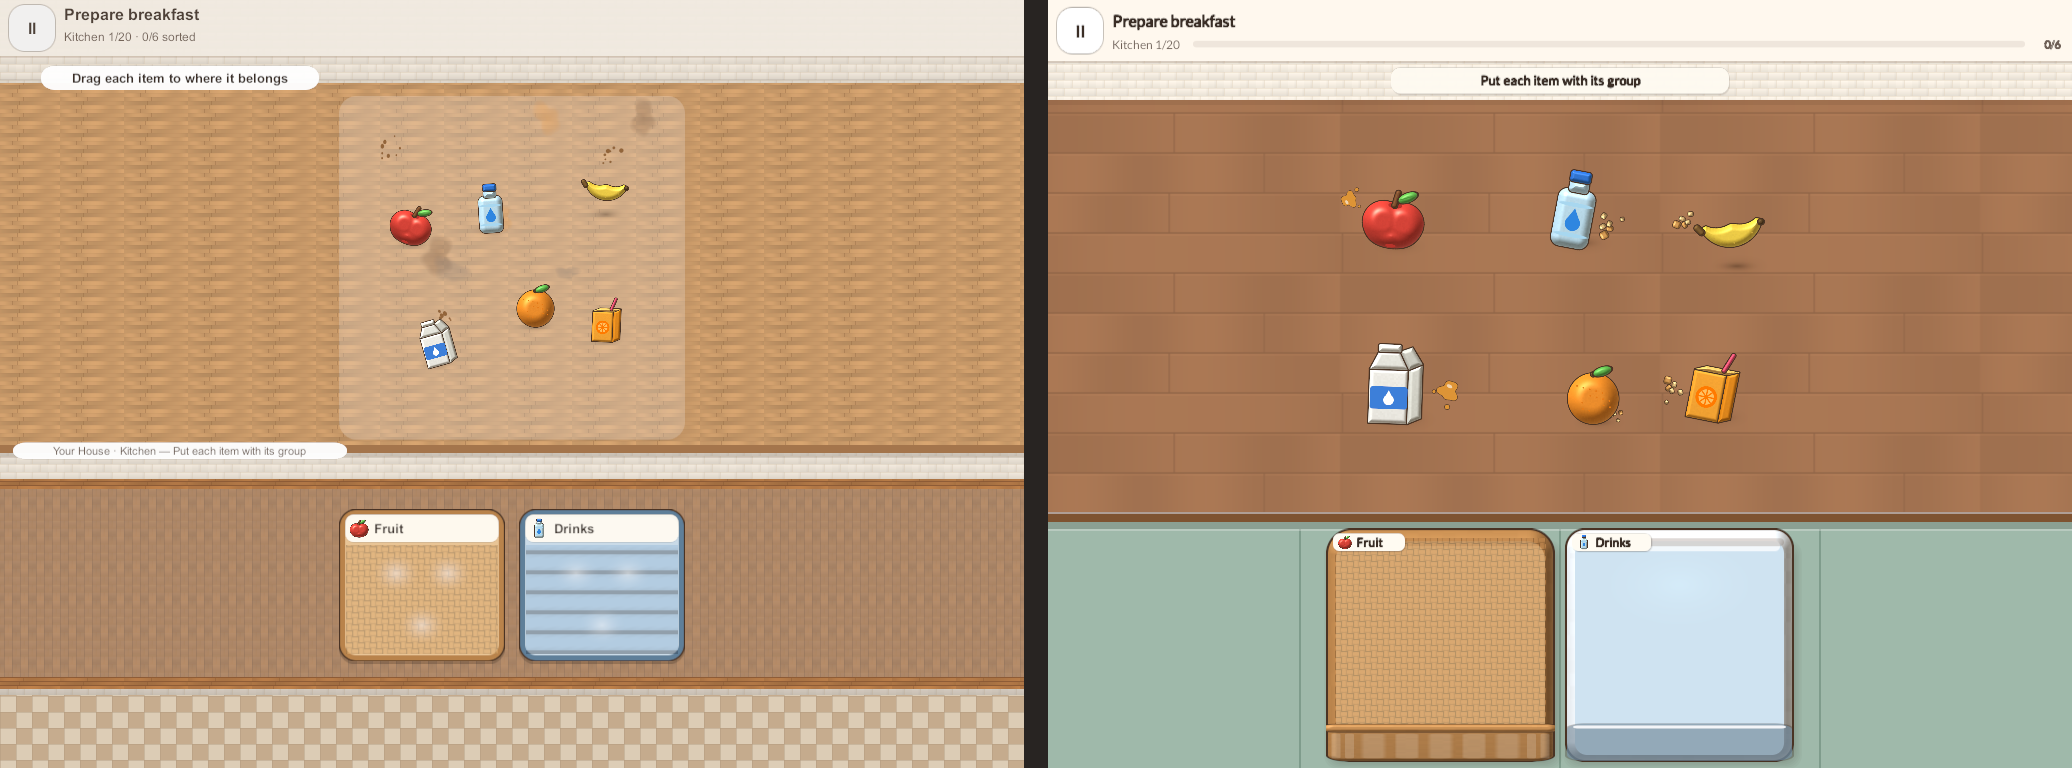 Prepare breakfast
Kitchen 1/20 · 0/6 sorted
Drag each item to where it belongs
Your House · Kitchen — Put each item with its group
Fruit
Drinks
Prepare breakfast
Kitchen 1/20
0/6
Put each item with its group
Fruit
Drinks